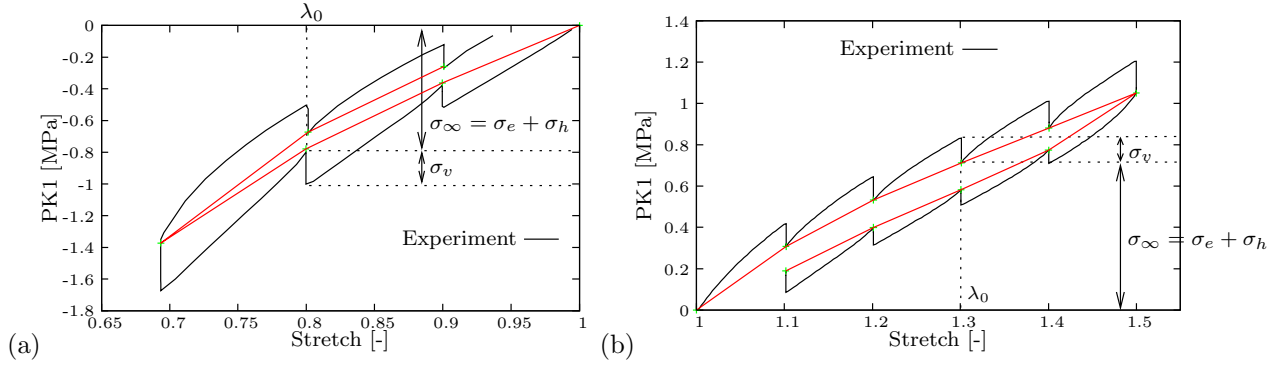 λ₀
0
-0.2
-0.4
-0.6
-0.8
-1
-1.2
-1.4
-1.6
-1.8
PK1 [MPa]
σ∞ = σₑ + σₕ
σᵥ
Experiment
0.65
0.7
0.75
0.8
0.85
0.9
0.95
1
Stretch [-]
(a)
1.4
1.2
1
0.8
0.6
0.4
0.2
0
PK1 [MPa]
Experiment
σᵥ
σ∞ = σₑ + σₕ
λ₀
1
1.1
1.2
1.3
1.4
1.5
Stretch [-]
(b)